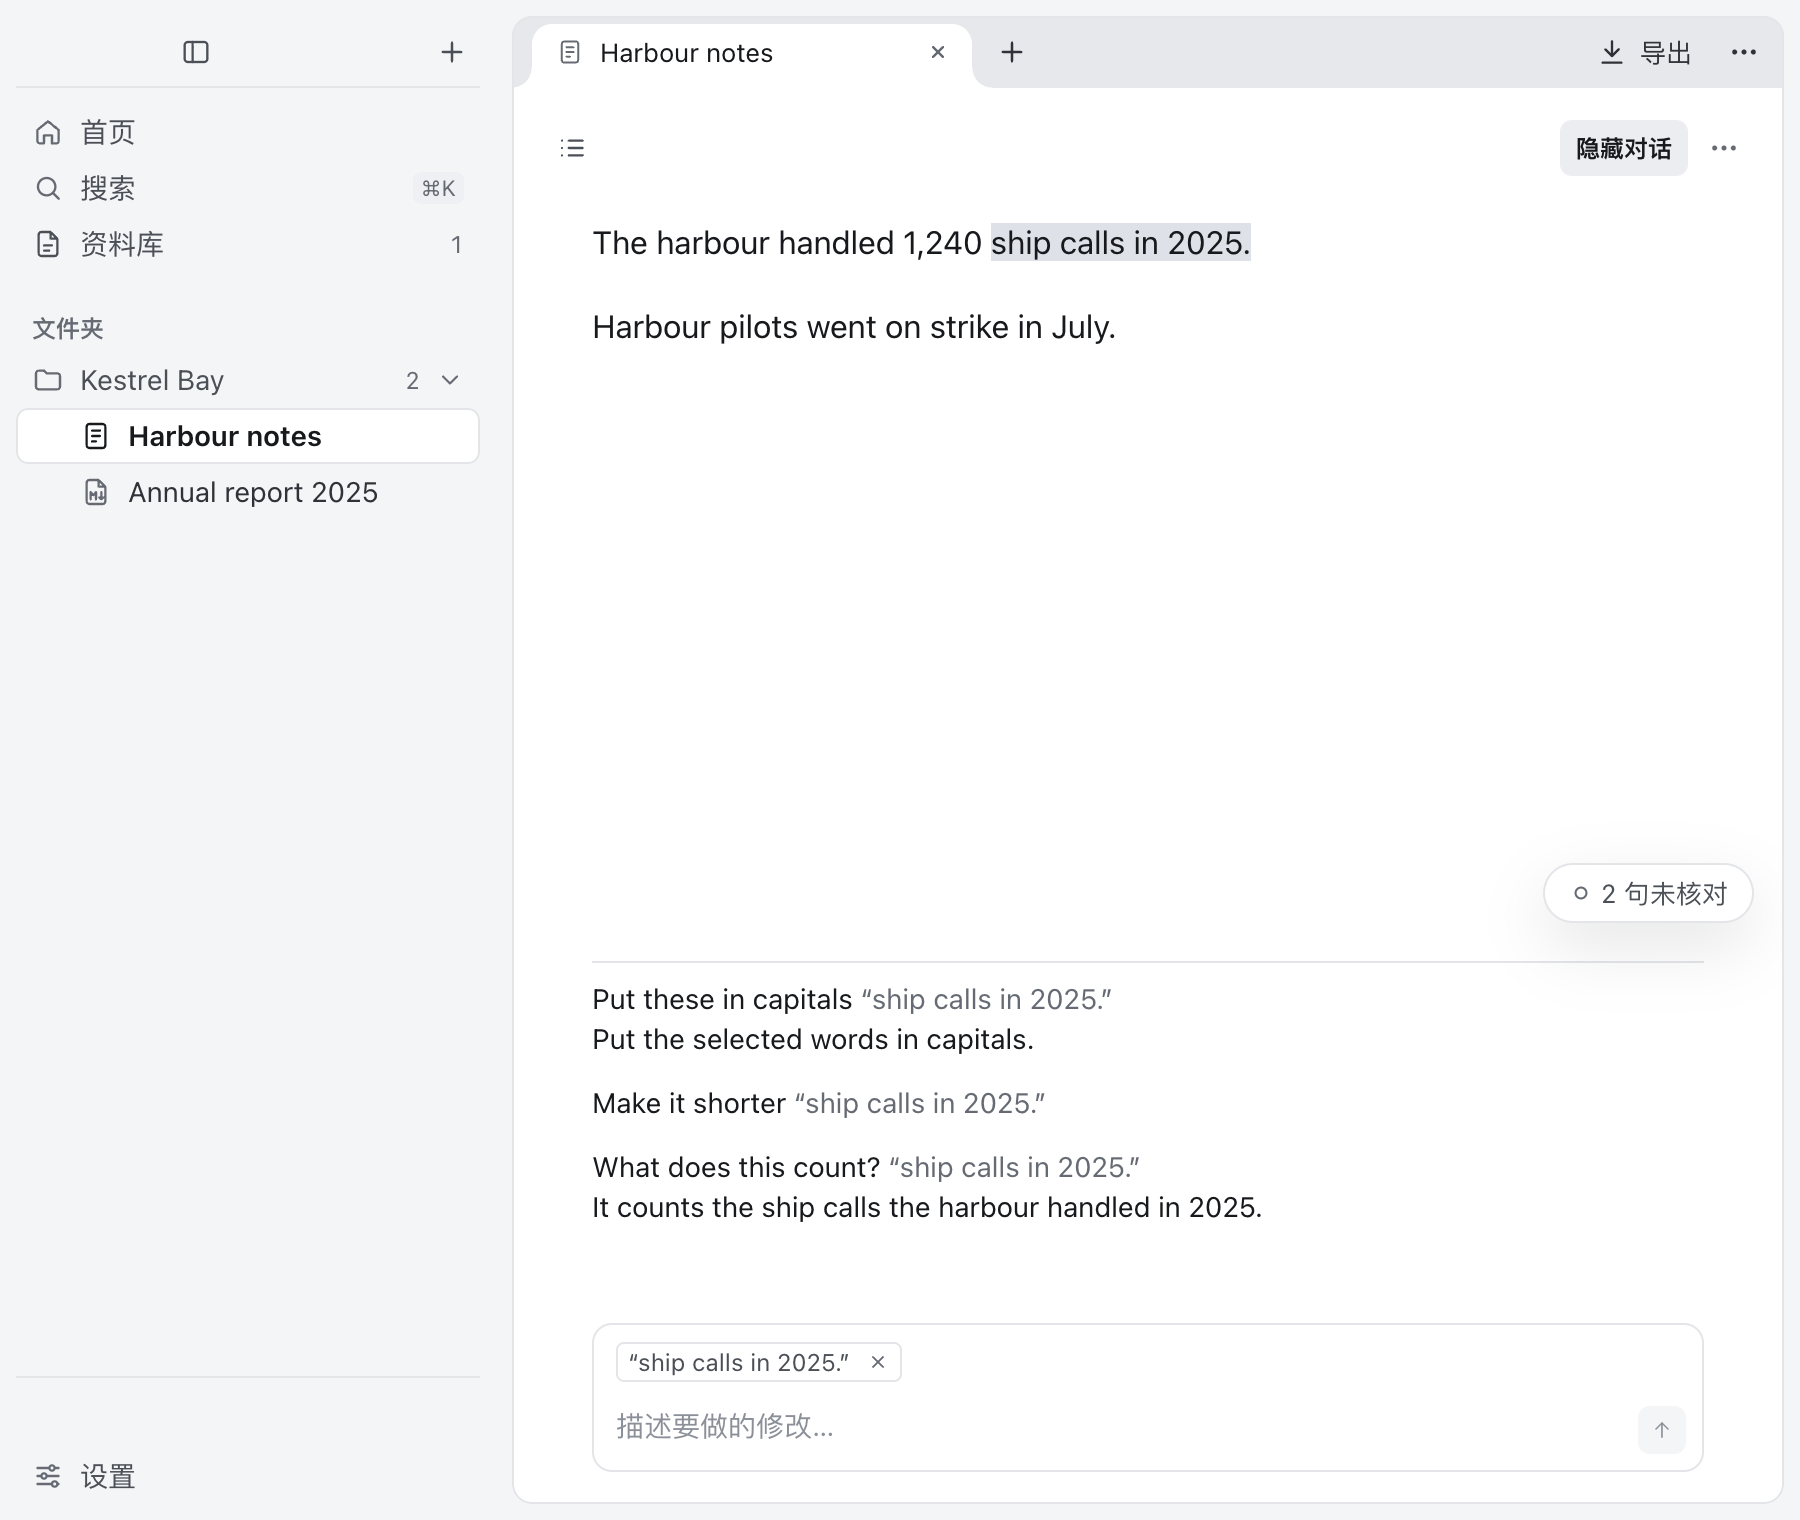 首页
搜索 ⌘K
资料库 1
文件夹
Kestrel Bay 2
Harbour notes
Annual report 2025
设置
Harbour notes
导出
隐藏对话
The harbour handled 1,240 ship calls in 2025.
Harbour pilots went on strike in July.
2 句未核对
Put these in capitals “ship calls in 2025.”
Put the selected words in capitals.
Make it shorter “ship calls in 2025.”
What does this count? “ship calls in 2025.”
It counts the ship calls the harbour handled in 2025.
“ship calls in 2025.”
描述要做的修改...